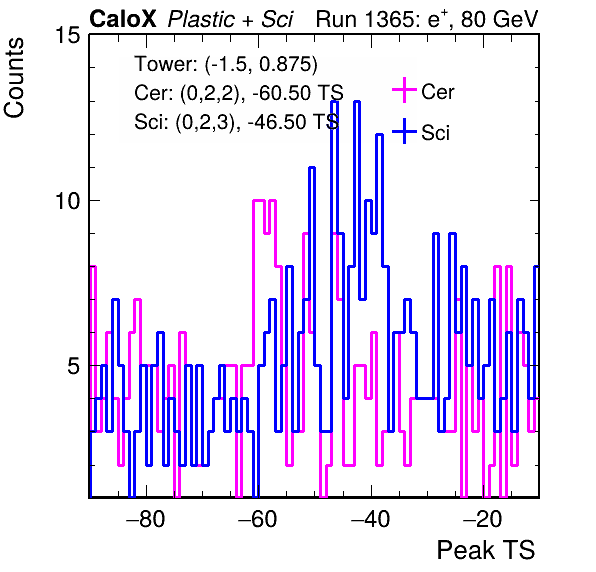 CaloX Plastic + Sci Run 1365: e+, 80 GeV
Counts
15
10
5
Tower: (-1.5, 0.875)
Cer: (0,2,2), -60.50 TS
Sci: (0,2,3), -46.50 TS
Cer
Sci
−80 −60 −40 −20
Peak TS